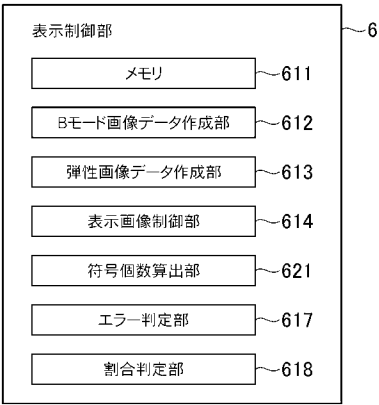 表示制御部 6
メモリ 611
Bモード画像データ作成部 612
弾性画像データ作成部 613
表示画像制御部 614
符号個数算出部 621
エラー判定部 617
割合判定部 618